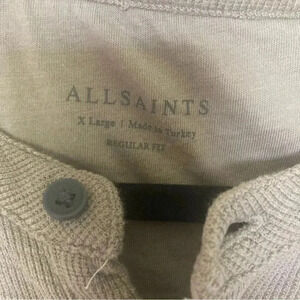 ALLSAINTS
X Large | Made in Turkey
REGULAR FIT